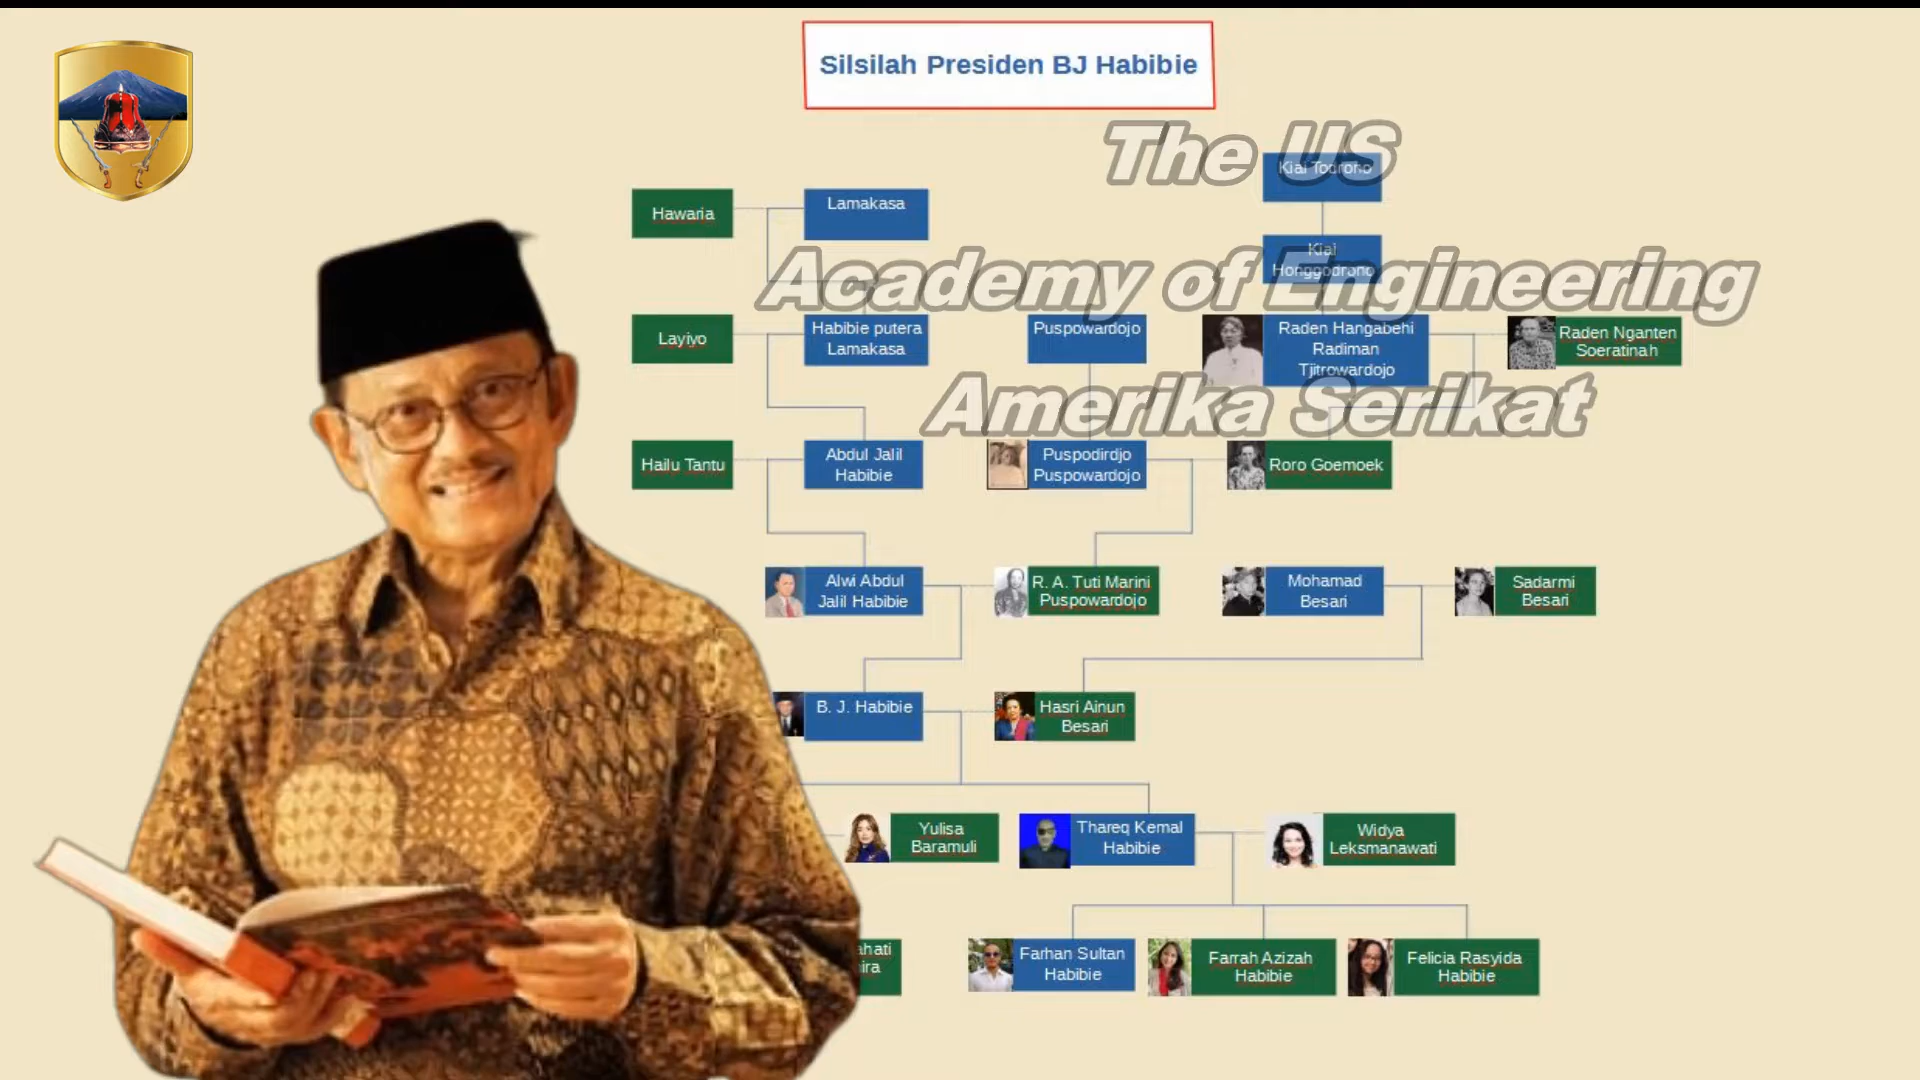 Silsilah Presiden BJ Habibie
The US
Academy of Engineering
Amerika Serikat
Kiai
Kiai
Honggodrono
Hawaria
Lamakasa
Layiyo
Habibie putera
Lamakasa
Puspowardojo
Raden Hangabehi
Radiman
Tjitrowardojo
Raden Nganten
Soeratinah
Hailu Tantu
Abdul Jalil
Habibie
Puspodirdjo
Puspowardojo
Roro Goemoek
Alwi Abdul
Jalil Habibie
R. A. Tuti Marini
Puspowardojo
Mohamad
Besari
Sadarmi
Besari
B. J. Habibie
Hasri Ainun
Besari
Yulisa
Baramuli
Thareq Kemal
Habibie
Widya
Leksmanawati
Farhan Sultan
Habibie
Farrah Azizah
Habibie
Felicia Rasyida
Habibie